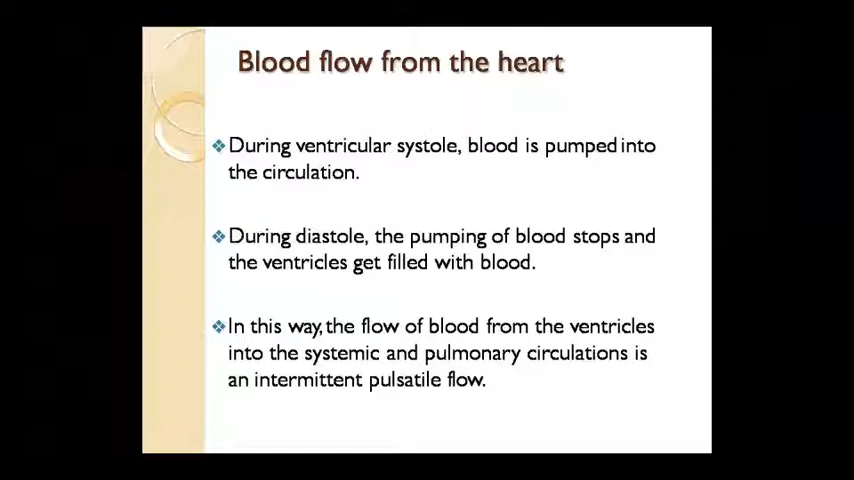 Blood flow from the heart
During ventricular systole, blood is pumped into
the circulation.
During diastole, the pumping of blood stops and
the ventricles get filled with blood.
In this way, the flow of blood from the ventricles
into the systemic and pulmonary circulations is
an intermittent pulsatile flow.